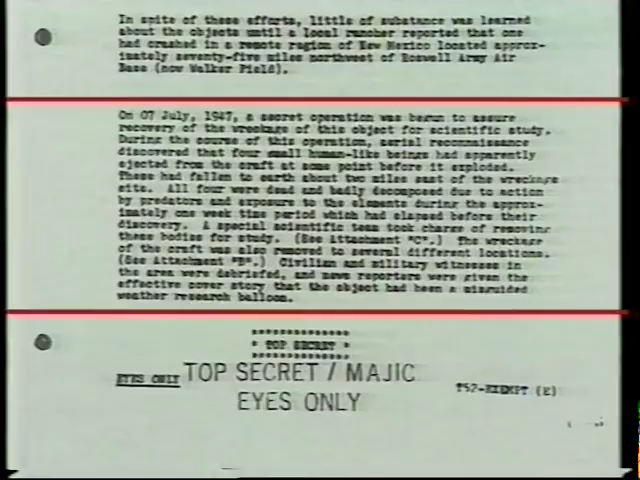 In spite of these efforts, little of substance was learned
about the objects until a local rancher reported that one
had crashed in a remote region of New Mexico located approx-
imately seventy-five miles northwest of Roswell Army Air
Base (now Walker Field).
On 07 July, 1947, a secret operation was begun to assure
recovery of the wreckage of this object for scientific study.
During the course of this operation, aerial reconnaissance
discovered that four small human-like beings had apparently
ejected from the craft at some point before it exploded.
These had fallen to earth about two miles east of the wreckage
site. All four were dead and badly decomposed due to action
by predators and exposure to the elements during the approx-
imately one week time period which had elapsed before their
discovery. A special scientific team took charge of removing
these bodies for study. (See Attachment "C".) The wreckage
of the craft was also removed to several different locations.
(See Attachment "B".) Civilian and military witnesses in
the area were debriefed, and news reporters were given the
effective cover story that the object had been a misguided
weather research balloon.
**************
* TOP SECRET *
**************
EYES ONLY TOP SECRET / MAJIC
EYES ONLY
T52-EXEMPT (E)